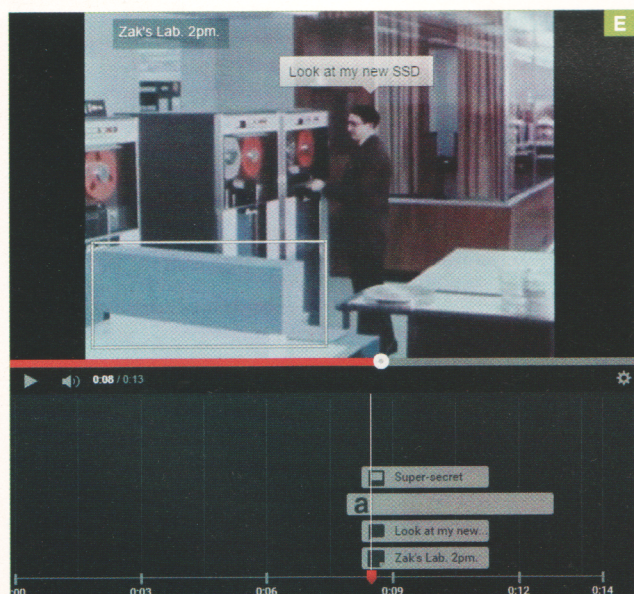 E
Zak's Lab. 2pm.
Look at my new SSD
0:08 / 0:13
Super-secret
a
Look at my new...
Zak's Lab. 2pm.
:00 0:03 0:06 0:09 0:12 0:14